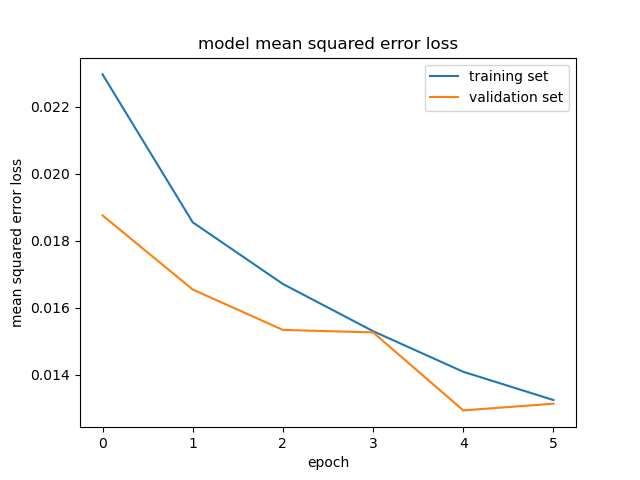 model mean squared error loss
training set
validation set
0.022
0.020
0.018
0.016
0.014
mean squared error loss
0 1 2 3 4 5
epoch